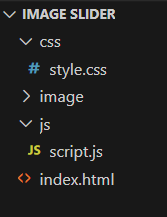 IMAGE SLIDER
css
# style.css
image
js
JS script.js
<> index.html